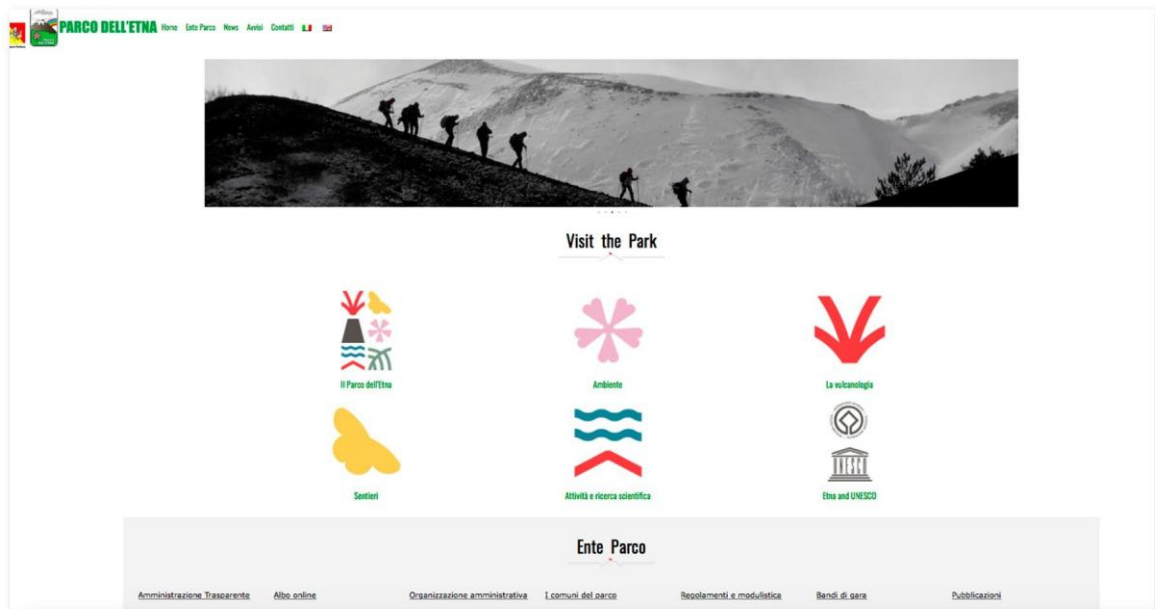 PARCO DELL'ETNA Home Ente Parco News Avvisi Contatti
Visit the Park
Il Parco dell'Etna Ambiente La vulcanologia
UNESCO
Sentieri Attività e ricerca scientifica Etna and UNESCO
Ente Parco
Amministrazione Trasparente Albo online Organizzazione amministrativa I comuni del parco Regolamenti e modulistica Bandi di gara Pubblicazioni